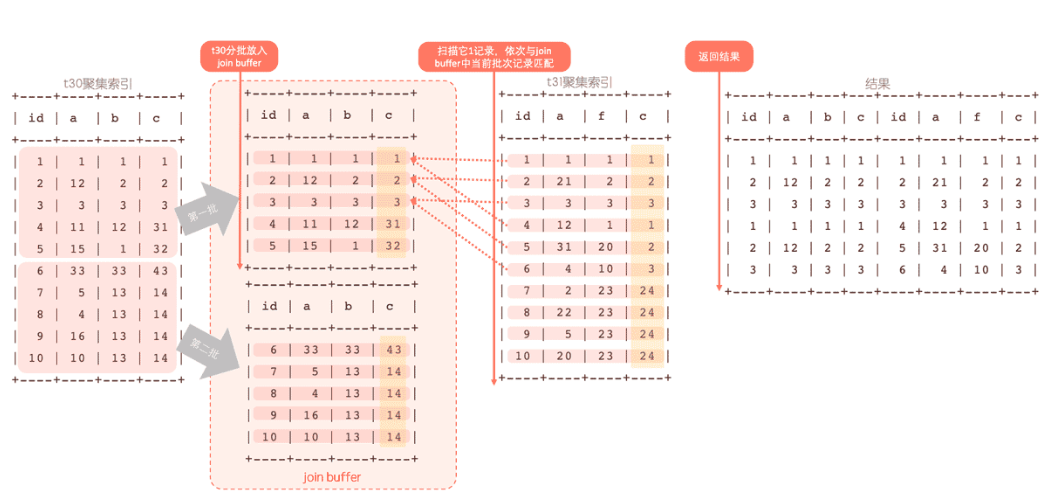 t30分批放入
join buffer
扫描它1记录，依次与join
buffer中当前批次记录匹配
返回结果
t30聚集索引
+----+----+----+----+
| id | a | b | c |
+----+----+----+----+
| 1 | 1 | 1 | 1 |
| 2 | 12 | 2 | 2 |
| 3 | 3 | 3 | 3 |
| 4 | 11 | 12 | 31 |
| 5 | 15 | 1 | 32 |
| 6 | 33 | 33 | 43 |
| 7 | 5 | 13 | 14 |
| 8 | 4 | 13 | 14 |
| 9 | 16 | 13 | 14 |
| 10 | 10 | 13 | 14 |
+----+----+----+----+
第一批
第二批
+----+----+----+----+
| id | a | b | c |
+----+----+----+----+
| 1 | 1 | 1 | 1 |
| 2 | 12 | 2 | 2 |
| 3 | 3 | 3 | 3 |
| 4 | 11 | 12 | 31 |
| 5 | 15 | 1 | 32 |
+----+----+----+----+
| id | a | b | c |
+----+----+----+----+
| 6 | 33 | 33 | 43 |
| 7 | 5 | 13 | 14 |
| 8 | 4 | 13 | 14 |
| 9 | 16 | 13 | 14 |
| 10 | 10 | 13 | 14 |
+----+----+----+----+
join buffer
t31聚集索引
+----+----+----+----+
| id | a | f | c |
+----+----+----+----+
| 1 | 1 | 1 | 1 |
| 2 | 21 | 2 | 2 |
| 3 | 3 | 3 | 3 |
| 4 | 12 | 1 | 1 |
| 5 | 31 | 20 | 2 |
| 6 | 4 | 10 | 3 |
| 7 | 2 | 23 | 24 |
| 8 | 22 | 23 | 24 |
| 9 | 5 | 23 | 24 |
| 10 | 20 | 23 | 24 |
+----+----+----+----+
结果
+----+----+----+----+----+----+----+----+
| id | a | b | c | id | a | f | c |
+----+----+----+----+----+----+----+----+
| 1 | 1 | 1 | 1 | 1 | 1 | 1 | 1 |
| 2 | 12 | 2 | 2 | 2 | 21 | 2 | 2 |
| 3 | 3 | 3 | 3 | 3 | 3 | 3 | 3 |
| 1 | 1 | 1 | 1 | 4 | 12 | 1 | 1 |
| 2 | 12 | 2 | 2 | 5 | 31 | 20 | 2 |
| 3 | 3 | 3 | 3 | 6 | 4 | 10 | 3 |
+----+----+----+----+----+----+----+----+